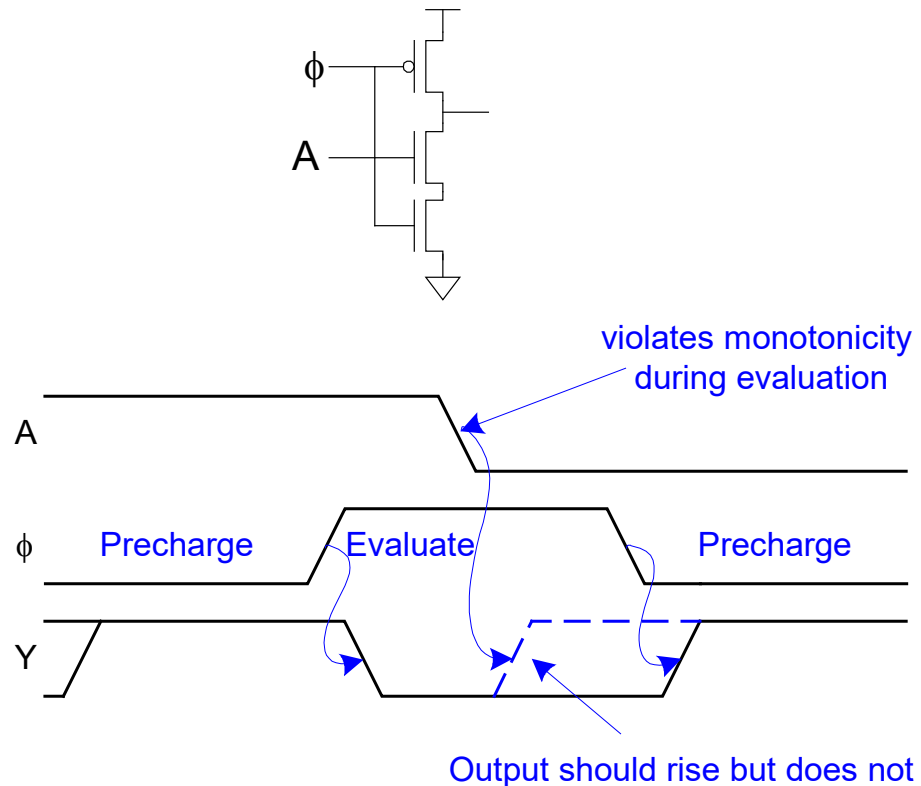 ϕ
A
violates monotonicity
during evaluation
A
ϕ
Precharge
Evaluate
Precharge
Y
Output should rise but does not